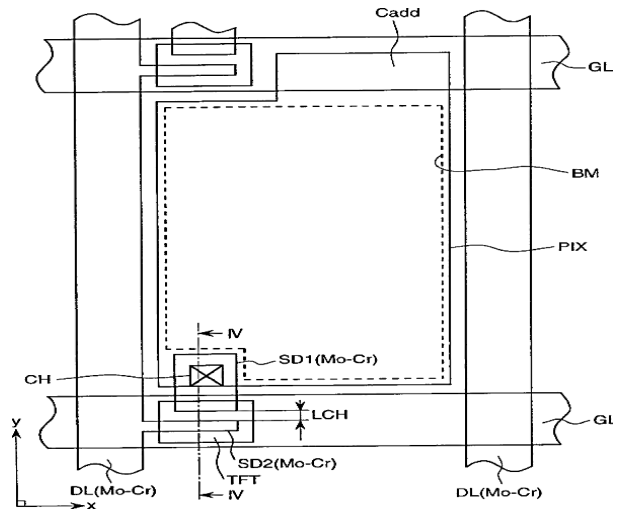 Cadd
GL
BM
PIX
IV
SD1(Mo-Cr)
CH
LCH
y
GL
SD2(Mo-Cr)
TFT
DL(Mo-Cr)
IV
DL(Mo-Cr)
x